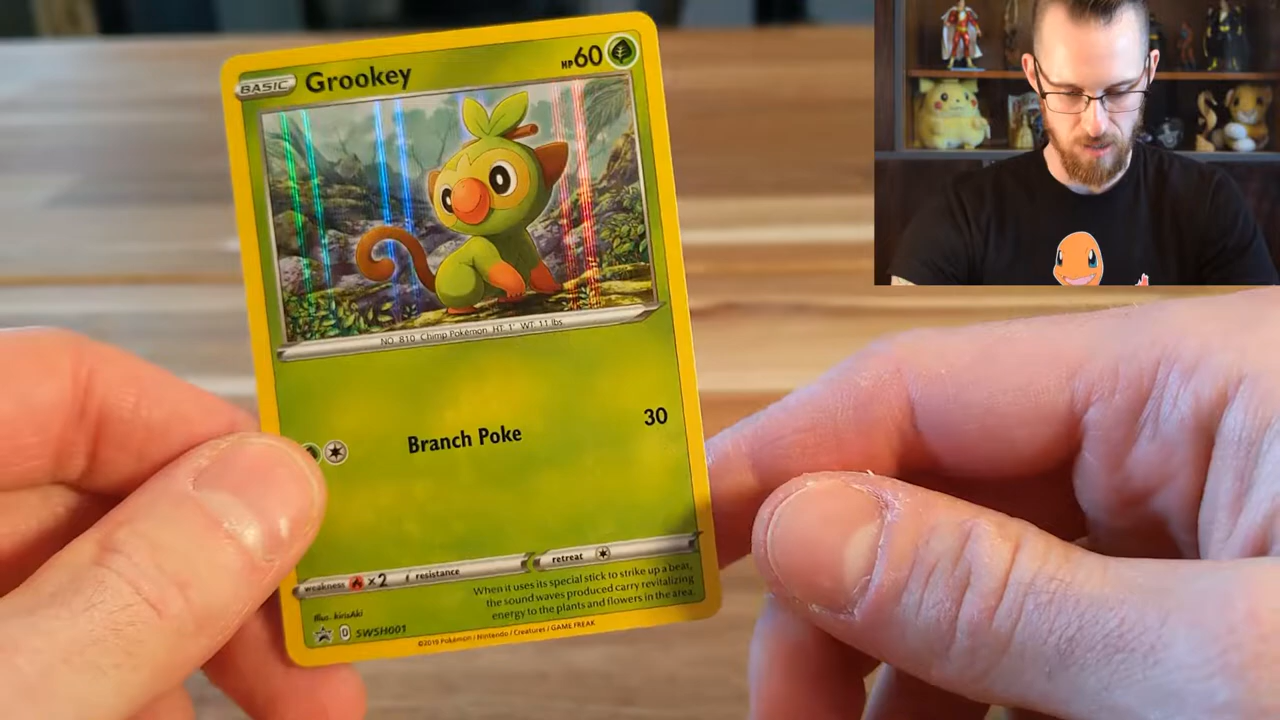 BASIC Grookey HP 60
NO. 810 Chimp Pokémon HT: 1' WT: 11 lbs.
Branch Poke 30
weakness ×2 resistance retreat
When it uses its special stick to strike up a beat,
the sound waves produced carry revitalizing
energy to the plants and flowers in the area.
Illus. kirisAki
SWSH001
©2019 Pokémon / Nintendo / Creatures / GAME FREAK